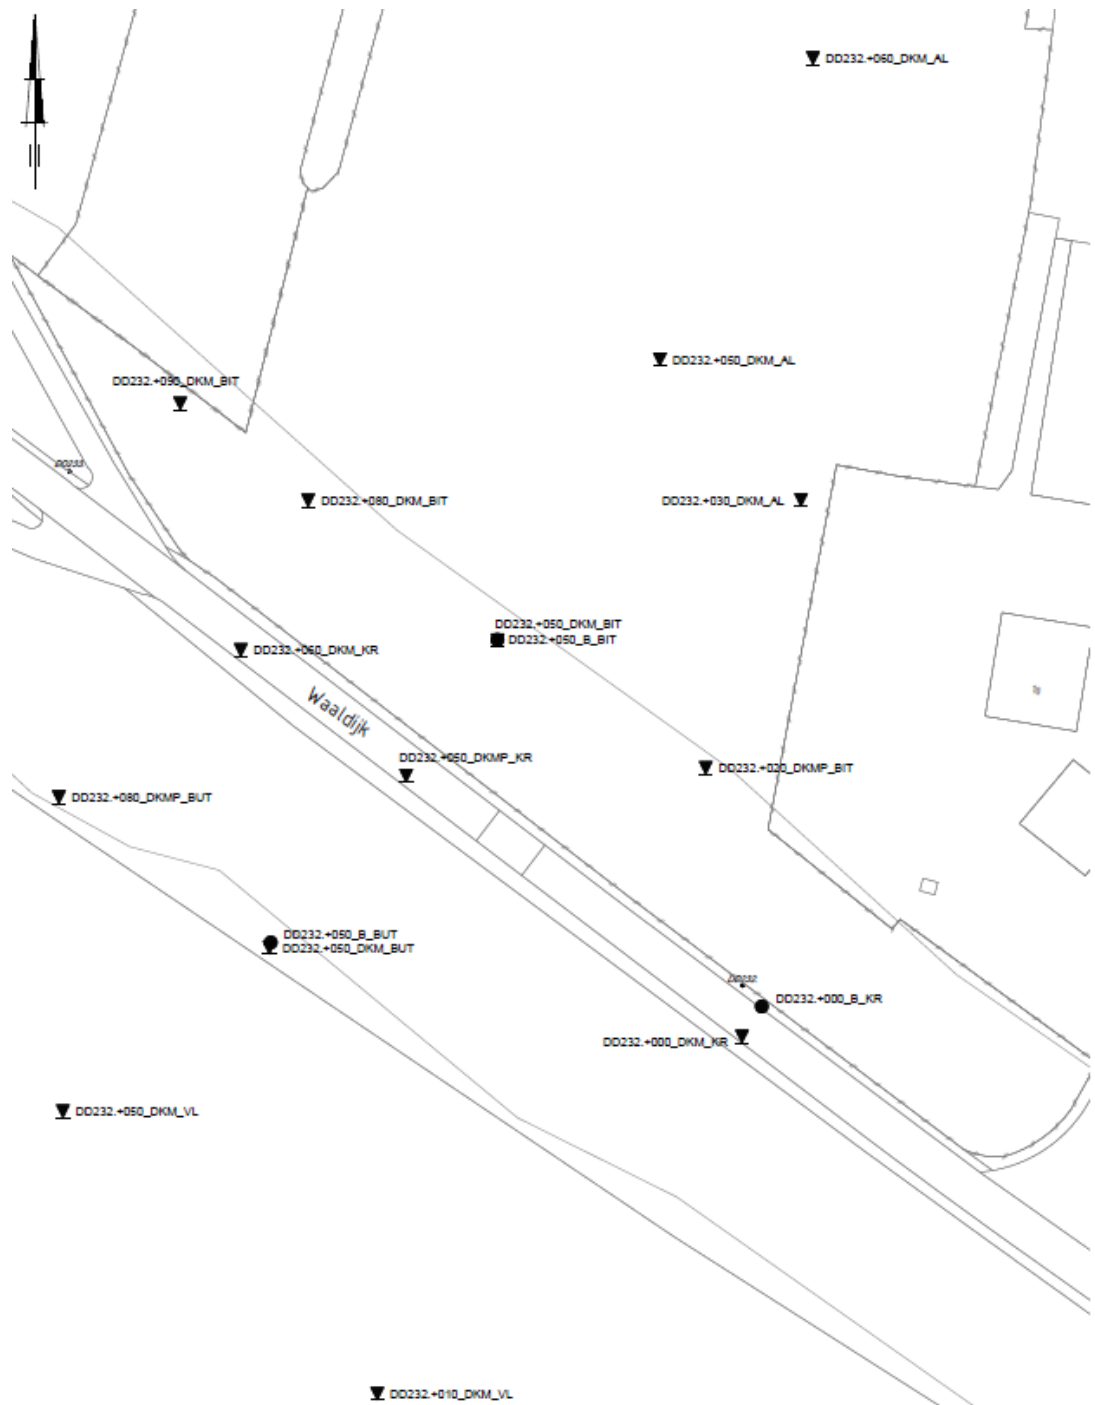 DD232.+060_DKM_AL
DD232.+050_DKM_AL
DD232.+090_DKM_BIT
DD233
DD232.+080_DKM_BIT
DD232.+030_DKM_AL
DD232.+050_DKM_BIT
DD232.+050_B_BIT
DD232.+060_DKM_KR
Waaldijk
DD232.+050_DKMP_KR
DD232.+020_DKMP_BIT
DD232.+080_DKMP_BUT
DD232.+050_B_BUT
DD232.+050_DKM_BUT
DD232
DD232.+000_B_KR
DD232.+000_DKM_KR
DD232.+050_DKM_VL
DD232.+010_DKM_VL